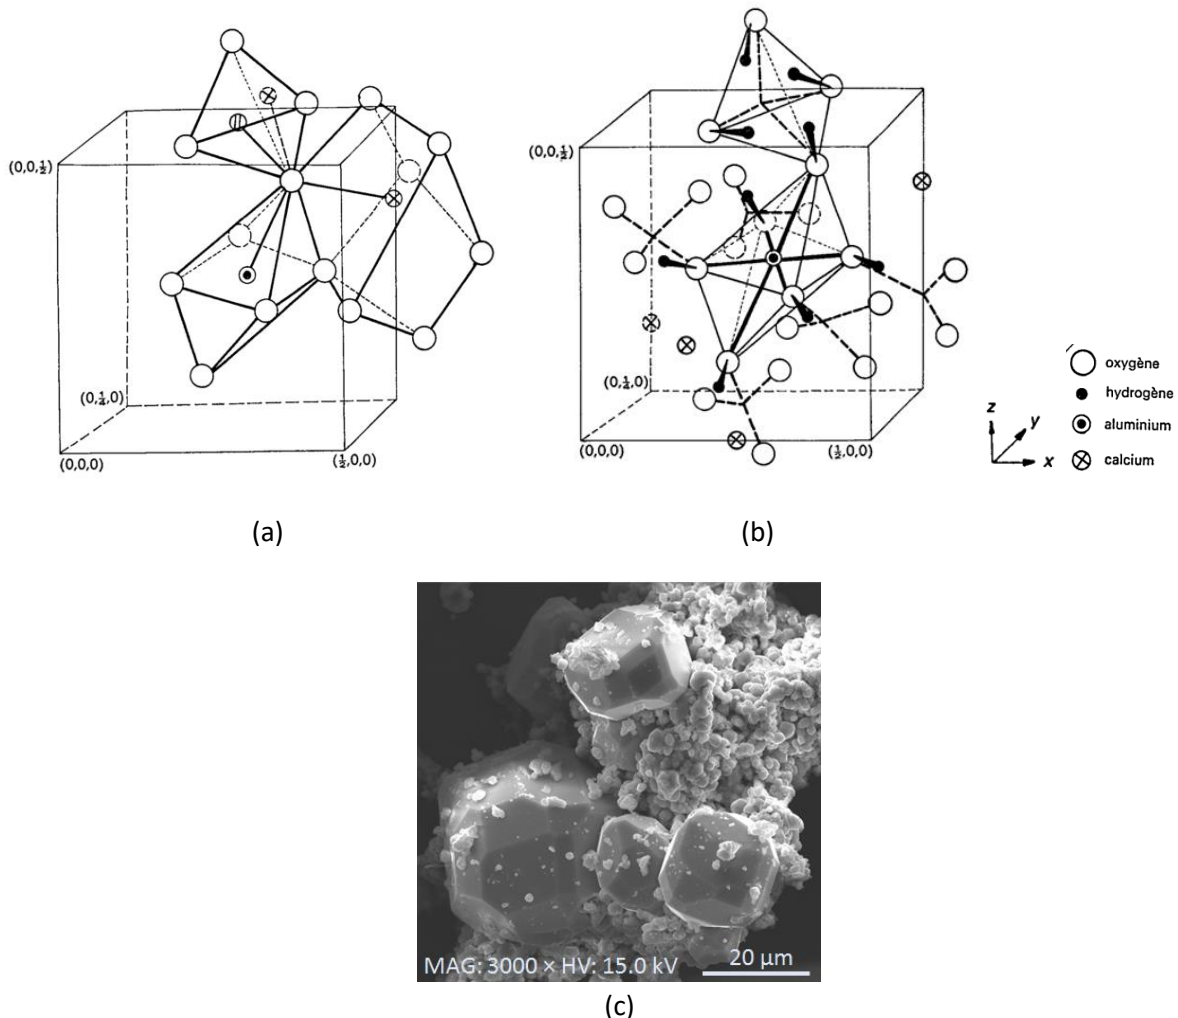 (0,0,½)
(0,¼,0)
(0,0,0)
(½,0,0)
(0,0,½)
(0,¼,0)
(0,0,0)
(½,0,0)
z
y
x
oxygène
hydrogène
aluminium
calcium
(a)
(b)
MAG: 3000 × HV: 15.0 kV
20 µm
(c)